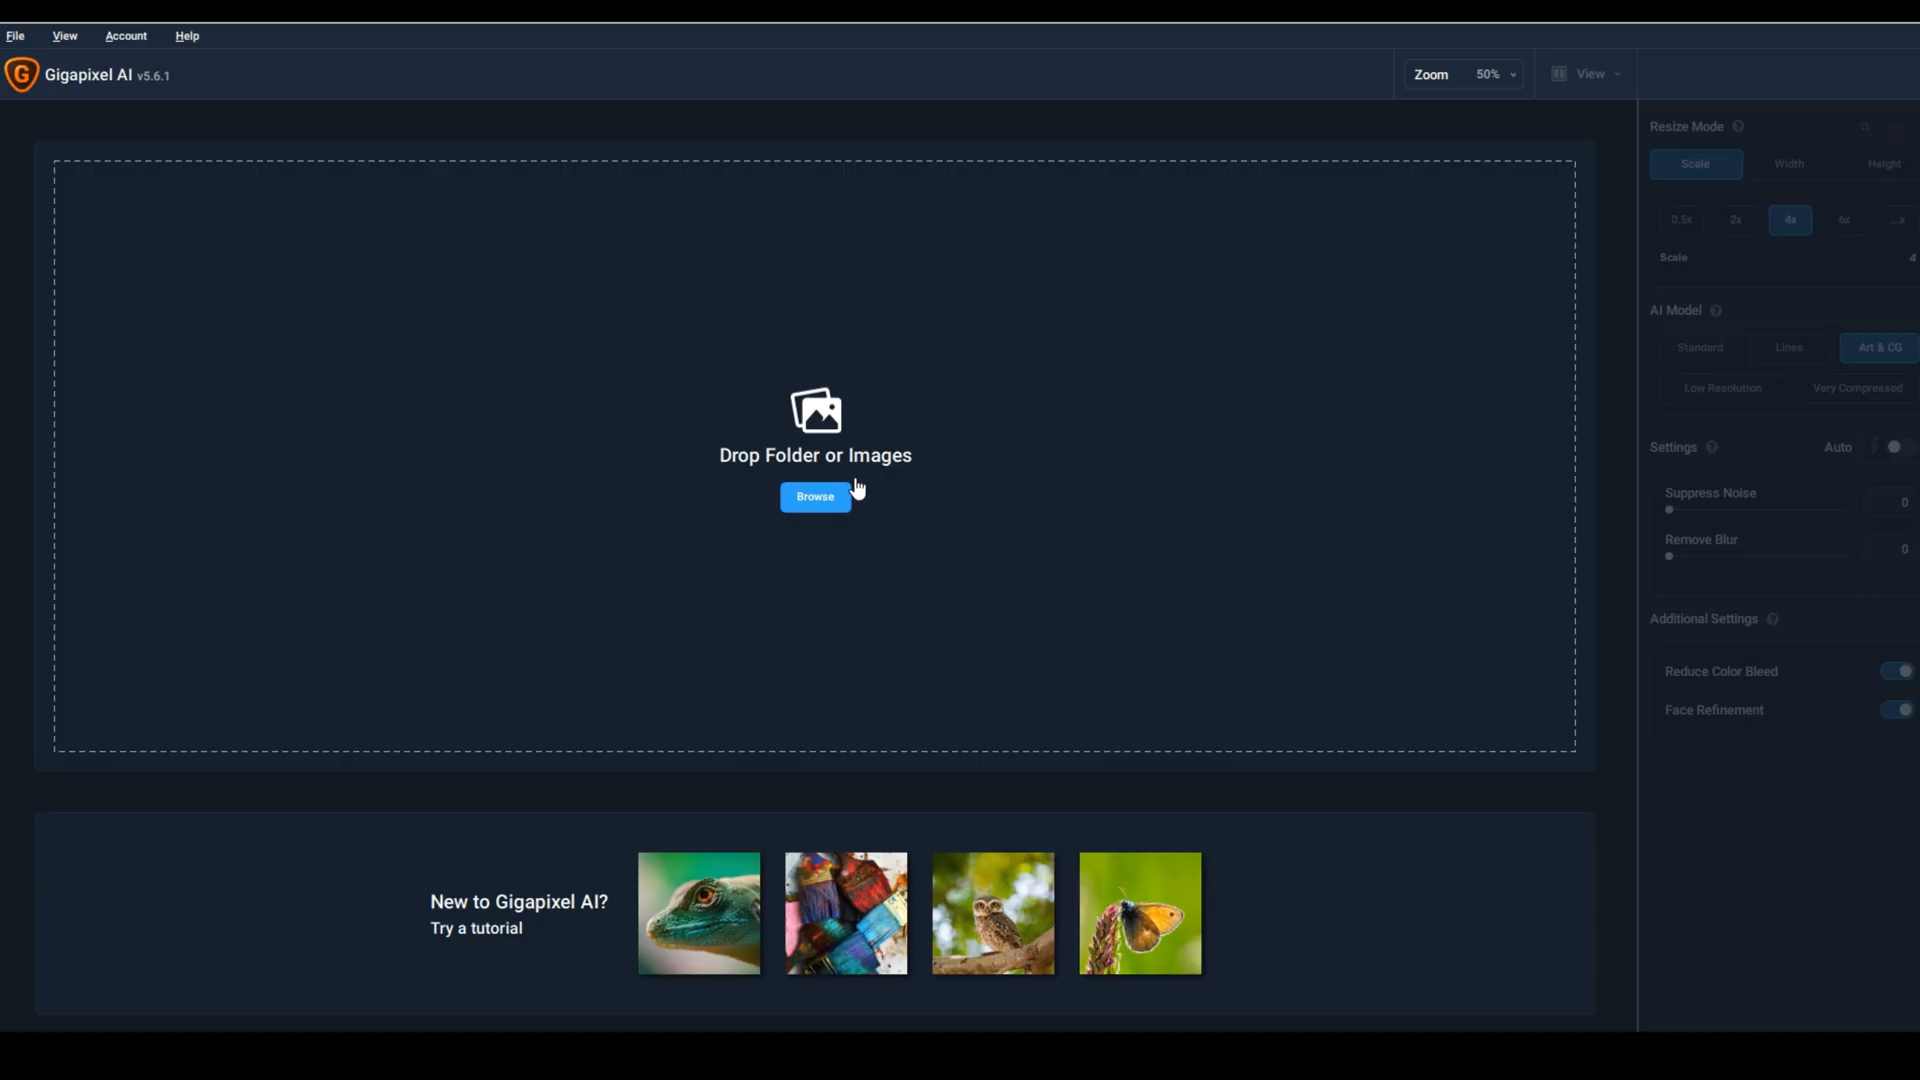 File View Account Help
Gigapixel AI v5.6.1
Zoom 50% View
Resize Mode
Scale Width Height
0.5x 2x 4x 6x ...x
Scale 4
AI Model
Standard Lines Art & CG
Low Resolution Very Compressed
Settings Auto
Suppress Noise 0
Remove Blur 0
Additional Settings
Reduce Color Bleed
Face Refinement
Drop Folder or Images
Browse
New to Gigapixel AI?
Try a tutorial